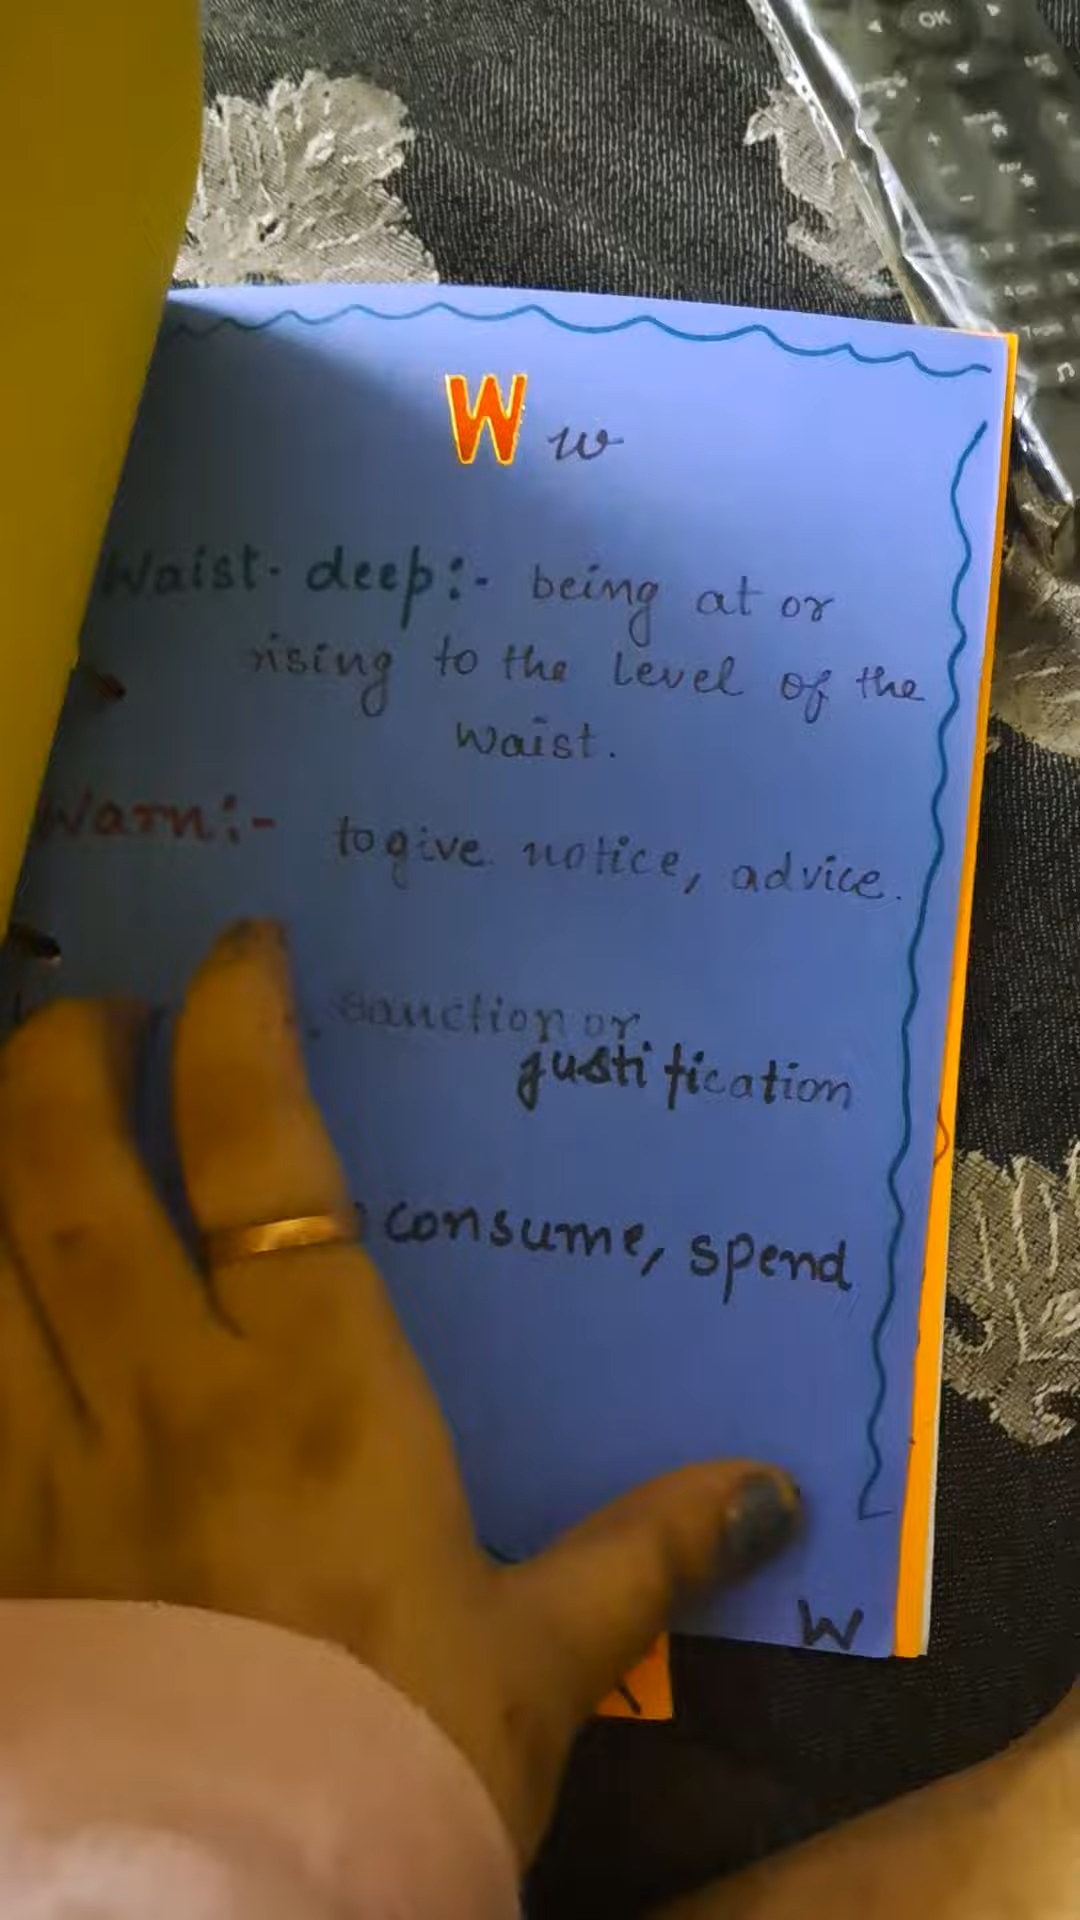 W w
Waist-deep:- being at or
rising to the level of the
waist.
Warn:- to give notice, advice.
sanction or
justification
consume, spend
W
OK